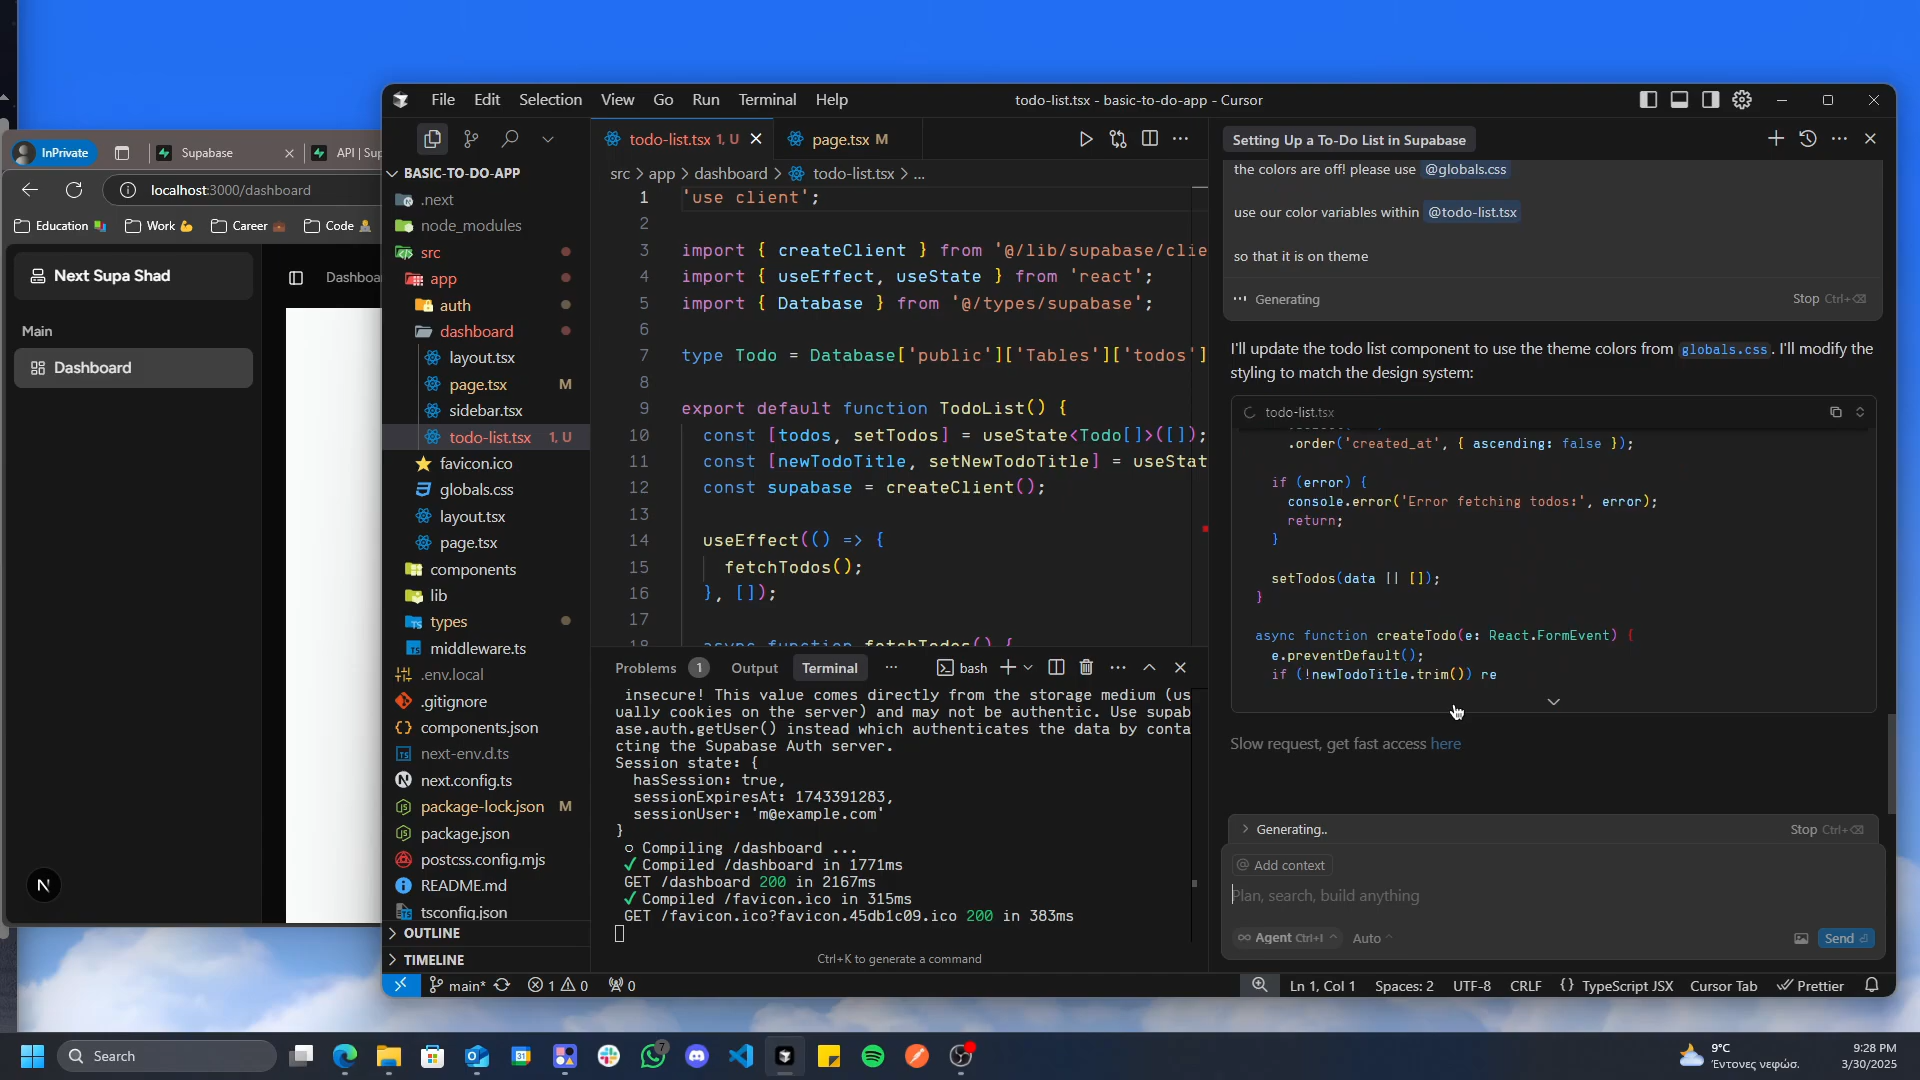 File Edit Selection View Go Run Terminal Help
todo-list.tsx - basic-to-do-app - Cursor
InPrivate
Supabase
API | Sup
localhost:3000/dashboard
Education
Work
Career
Code
Next Supa Shad
Dashboa
Main
Dashboard
N
BASIC-TO-DO-APP
.next
node_modules
src
app
auth
dashboard
layout.tsx
page.tsx M
sidebar.tsx
todo-list.tsx 1, U
favicon.ico
globals.css
layout.tsx
page.tsx
components
lib
types
middleware.ts
.env.local
.gitignore
components.json
next-env.d.ts
next.config.ts
package-lock.json M
package.json
postcss.config.mjs
README.md
tsconfig.json
OUTLINE
TIMELINE
todo-list.tsx 1, U
page.tsx M
src > app > dashboard > todo-list.tsx > ...
1 'use client';
2
3 import { createClient } from '@/lib/supabase/clie
4 import { useEffect, useState } from 'react';
5 import { Database } from '@/types/supabase';
6
7 type Todo = Database['public']['Tables']['todos']
8
9 export default function TodoList() {
10 const [todos, setTodos] = useState<Todo[]>([]);
11 const [newTodoTitle, setNewTodoTitle] = useStat
12 const supabase = createClient();
13
14 useEffect(() => {
15 fetchTodos();
16 }, []);
17
18 async function fetchTodos() {
Problems 1 Output Terminal ... bash
insecure! This value comes directly from the storage medium (us
ually cookies on the server) and may not be authentic. Use supab
ase.auth.getUser() instead which authenticates the data by conta
cting the Supabase Auth server.
Session state: {
hasSession: true,
sessionExpiresAt: 1743391283,
sessionUser: 'm@example.com'
}
○ Compiling /dashboard ...
✓ Compiled /dashboard in 1771ms
GET /dashboard 200 in 2167ms
✓ Compiled /favicon.ico in 315ms
GET /favicon.ico?favicon.45db1c09.ico 200 in 383ms
Ctrl+K to generate a command
Setting Up a To-Do List in Supabase
the colors are off! please use @globals.css
use our color variables within @todo-list.tsx
so that it is on theme
Generating
Stop Ctrl+⌫
I'll update the todo list component to use the theme colors from globals.css. I'll modify the
styling to match the design system:
todo-list.tsx
.order('created_at', { ascending: false });
if (error) {
console.error('Error fetching todos:', error);
return;
}
setTodos(data || []);
}
async function createTodo(e: React.FormEvent) {
e.preventDefault();
if (!newTodoTitle.trim()) re
Slow request, get fast access here
Generating..
Stop Ctrl+⌫
@ Add context
Plan, search, build anything
∞ Agent Ctrl+I Auto
Send ⏎
main* 1 0 0
Ln 1, Col 1 Spaces: 2 UTF-8 CRLF {} TypeScript JSX Cursor Tab Prettier
Search
7
9°C
Έντονες νεφώσ.
9:28 PM
3/30/2025